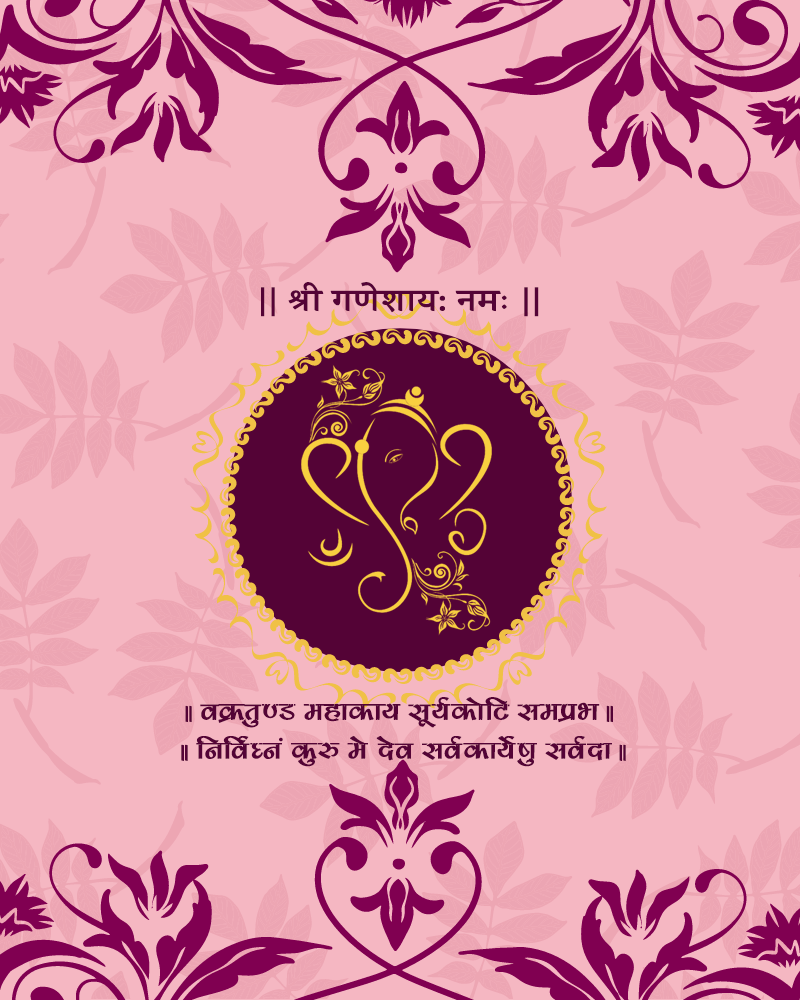 || श्री गणेशाय: नमः ||
॥ वक्रतुण्ड महाकाय सूर्यकोटि समप्रभ॥
॥ निर्विघ्नं कुरु मे देव सर्वकार्येषु सर्वदा॥